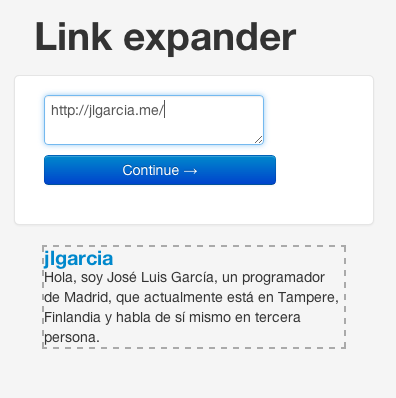 Link expander
http://jlgarcia.me/
Continue →
jlgarcia
Hola, soy José Luis García, un programador
de Madrid, que actualmente está en Tampere,
Finlandia y habla de sí mismo en tercera
persona.